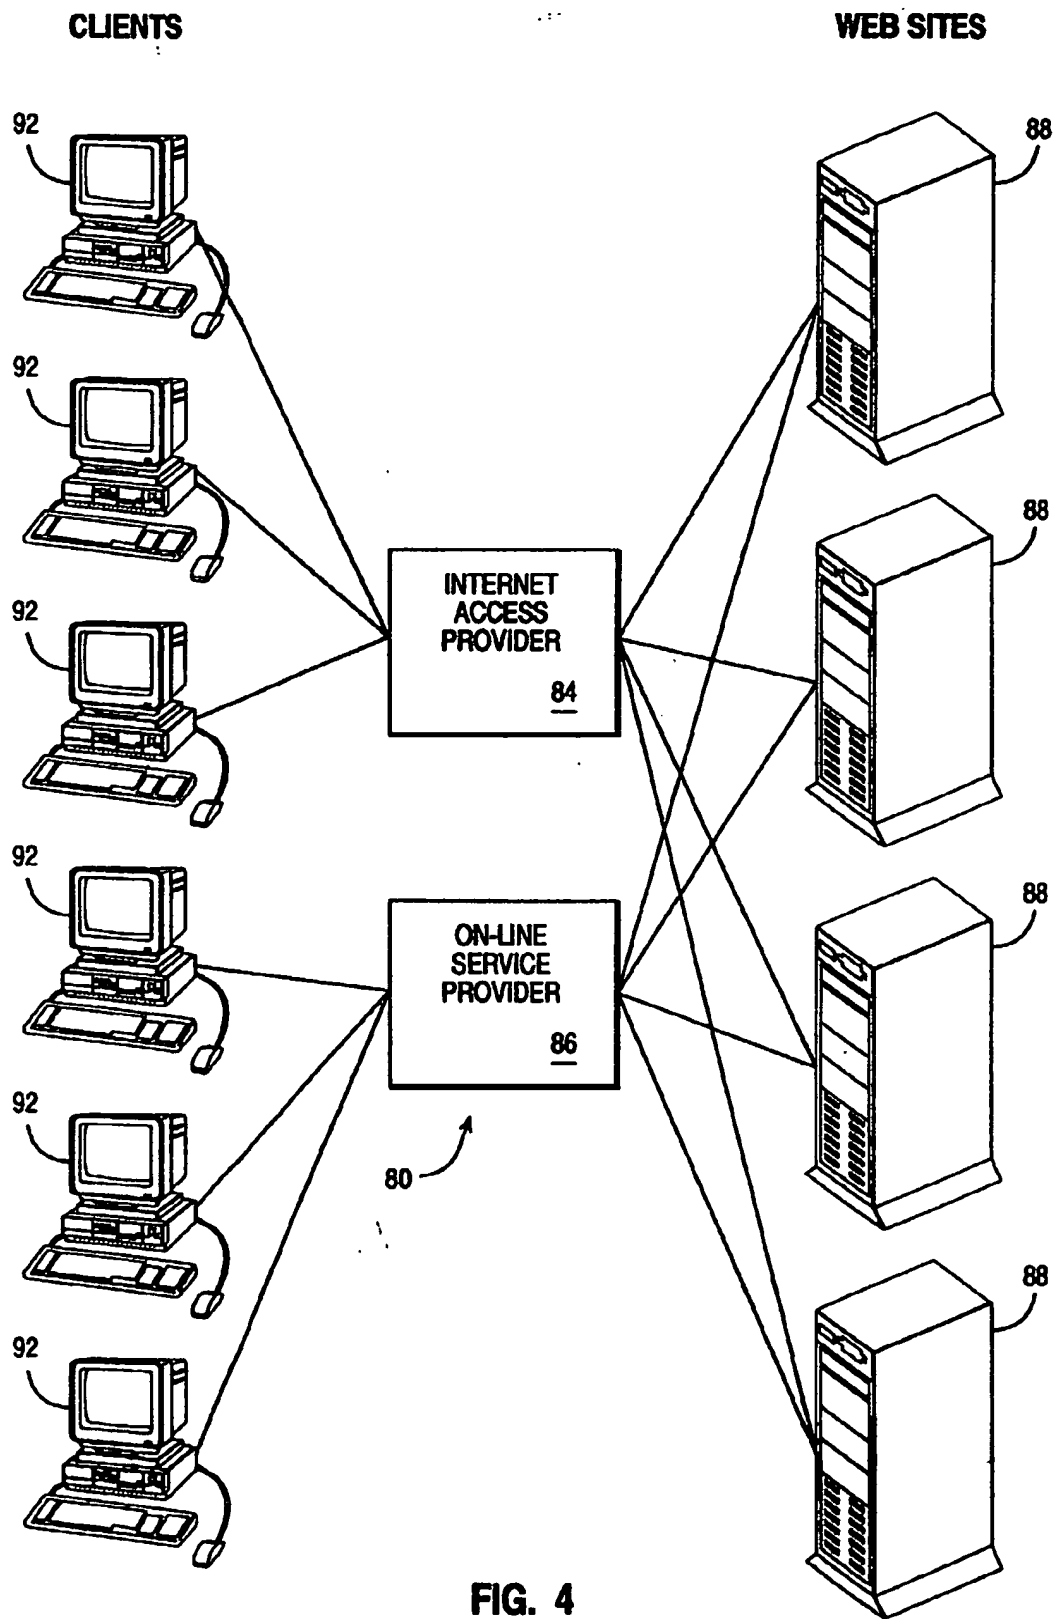 CLIENTS
WEB SITES
92
88
92
88
INTERNET
ACCESS
PROVIDER
84
92
92
88
ON-LINE
SERVICE
PROVIDER
86
92
80
88
92
FIG. 4